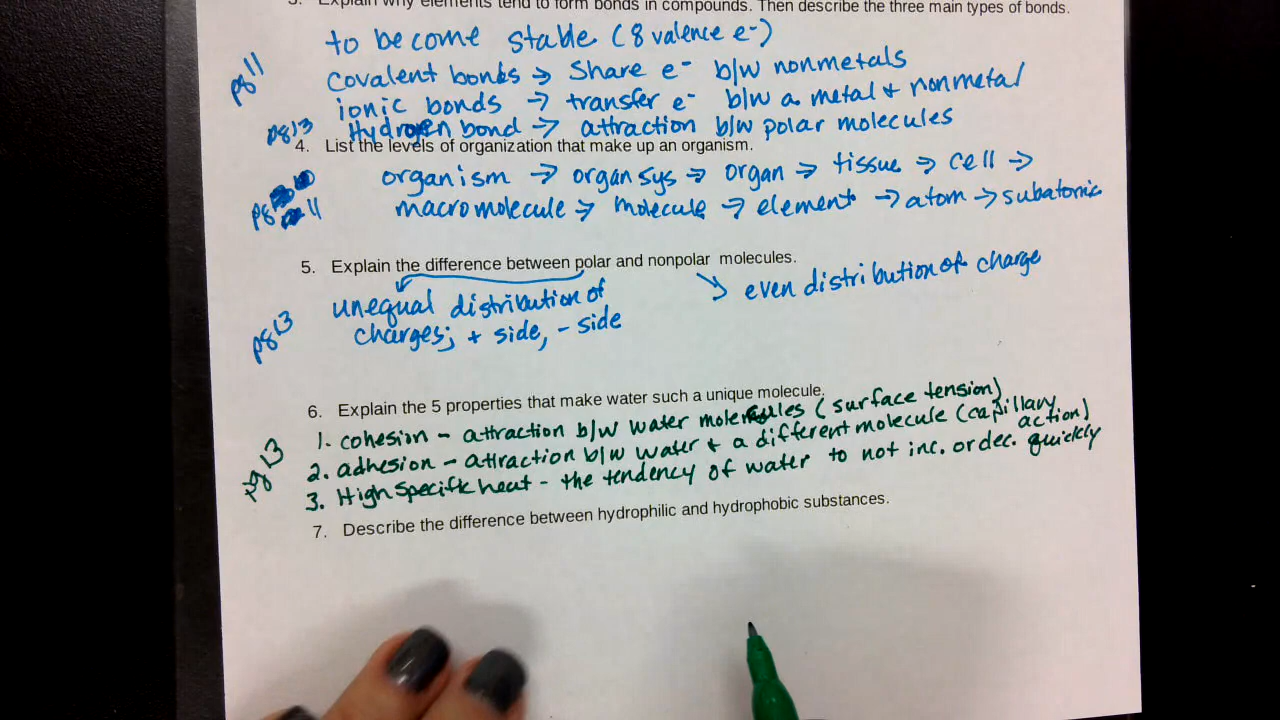 3. Explain why elements tend to form bonds in compounds. Then describe the three main types of bonds.
to become stable (8 valence e-)
pg 11
covalent bonds → share e- b/w nonmetals
ionic bonds → transfer e- b/w a metal + nonmetal
pg13 Hydrogen bond → attraction b/w polar molecules
4. List the levels of organization that make up an organism.
organism → organ sys → organ → tissue → cell →
pg 11 macromolecule → molecule → element → atom → subatomic
5. Explain the difference between polar and nonpolar molecules.
unequal distribution of → even distribution of charge
pg 13 charges; + side, - side
6. Explain the 5 properties that make water such a unique molecule.
pg 13
1. cohesion - attraction b/w water molecules (surface tension)
2. adhesion - attraction b/w water + a different molecule (capillary action)
3. High Specific heat - the tendency of water to not inc. or dec. quickly
7. Describe the difference between hydrophilic and hydrophobic substances.